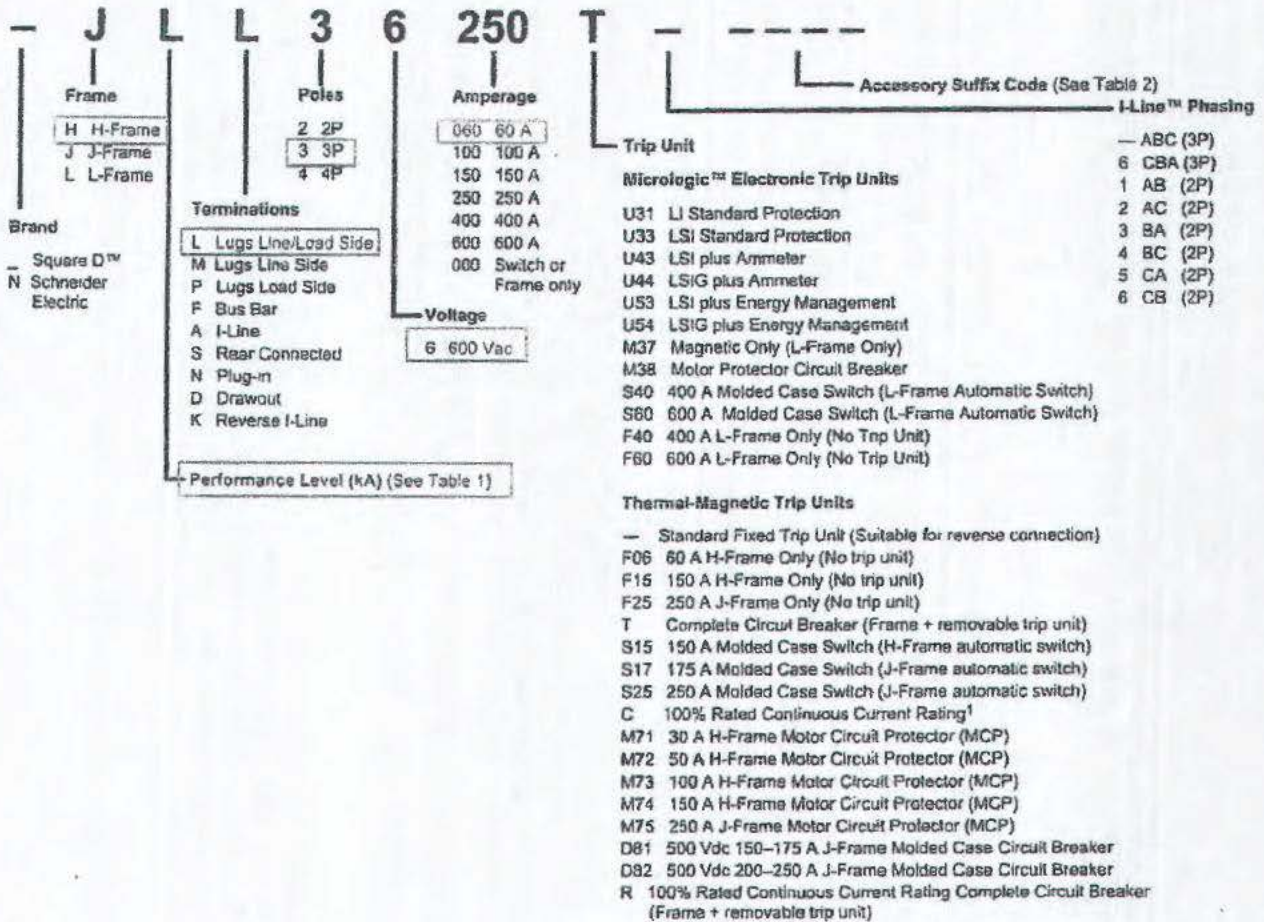 – J L L 3 6 250 T – – – – –
Accessory Suffix Code (See Table 2)
I-Line™ Phasing
— ABC (3P)
6 CBA (3P)
1 AB (2P)
2 AC (2P)
3 BA (2P)
4 BC (2P)
5 CA (2P)
6 CB (2P)
Frame
H H-Frame
J J-Frame
L L-Frame
Poles
2 2P
3 3P
4 4P
Amperage
060 60 A
100 100 A
150 150 A
250 250 A
400 400 A
600 600 A
000 Switch or
Frame only
Brand
_ Square D™
N Schneider
Electric
Terminations
L Lugs Line/Load Side
M Lugs Line Side
P Lugs Load Side
F Bus Bar
A I-Line
S Rear Connected
N Plug-in
D Drawout
K Reverse I-Line
Voltage
6 600 Vac
Performance Level (kA) (See Table 1)
Trip Unit
Micrologic™ Electronic Trip Units
U31 LI Standard Protection
U33 LSI Standard Protection
U43 LSI plus Ammeter
U44 LSIG plus Ammeter
U53 LSI plus Energy Management
U54 LSIG plus Energy Management
M37 Magnetic Only (L-Frame Only)
M38 Motor Protector Circuit Breaker
S40 400 A Molded Case Switch (L-Frame Automatic Switch)
S60 600 A Molded Case Switch (L-Frame Automatic Switch)
F40 400 A L-Frame Only (No Trip Unit)
F60 600 A L-Frame Only (No Trip Unit)
Thermal-Magnetic Trip Units
— Standard Fixed Trip Unit (Suitable for reverse connection)
F06 60 A H-Frame Only (No trip unit)
F15 150 A H-Frame Only (No trip unit)
F25 250 A J-Frame Only (No trip unit)
T Complete Circuit Breaker (Frame + removable trip unit)
S15 150 A Molded Case Switch (H-Frame automatic switch)
S17 175 A Molded Case Switch (J-Frame automatic switch)
S25 250 A Molded Case Switch (J-Frame automatic switch)
C 100% Rated Continuous Current Rating¹
M71 30 A H-Frame Motor Circuit Protector (MCP)
M72 50 A H-Frame Motor Circuit Protector (MCP)
M73 100 A H-Frame Motor Circuit Protector (MCP)
M74 150 A H-Frame Motor Circuit Protector (MCP)
M75 250 A J-Frame Motor Circuit Protector (MCP)
D81 500 Vdc 150–175 A J-Frame Molded Case Circuit Breaker
D82 500 Vdc 200–250 A J-Frame Molded Case Circuit Breaker
R 100% Rated Continuous Current Rating Complete Circuit Breaker
(Frame + removable trip unit)